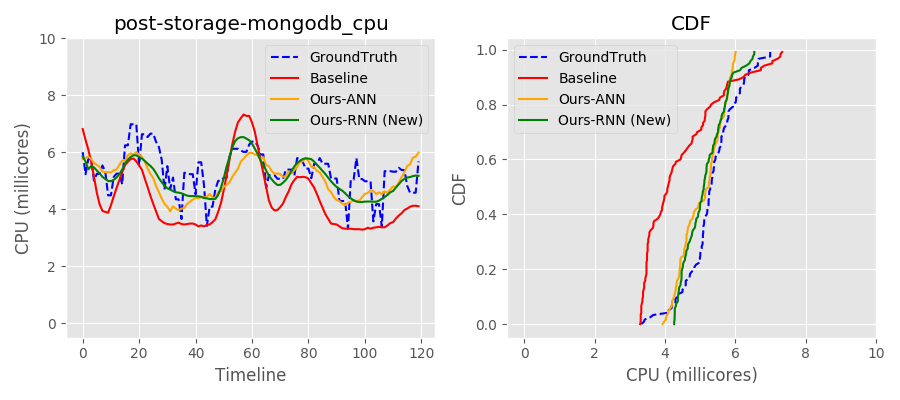 post-storage-mongodb_cpu
CPU (millicores)
10
8
6
4
2
0
GroundTruth
Baseline
Ours-ANN
Ours-RNN (New)
0 20 40 60 80 100 120
Timeline
CDF
CDF
1.0
0.8
0.6
0.4
0.2
0.0
GroundTruth
Baseline
Ours-ANN
Ours-RNN (New)
0 2 4 6 8 10
CPU (millicores)